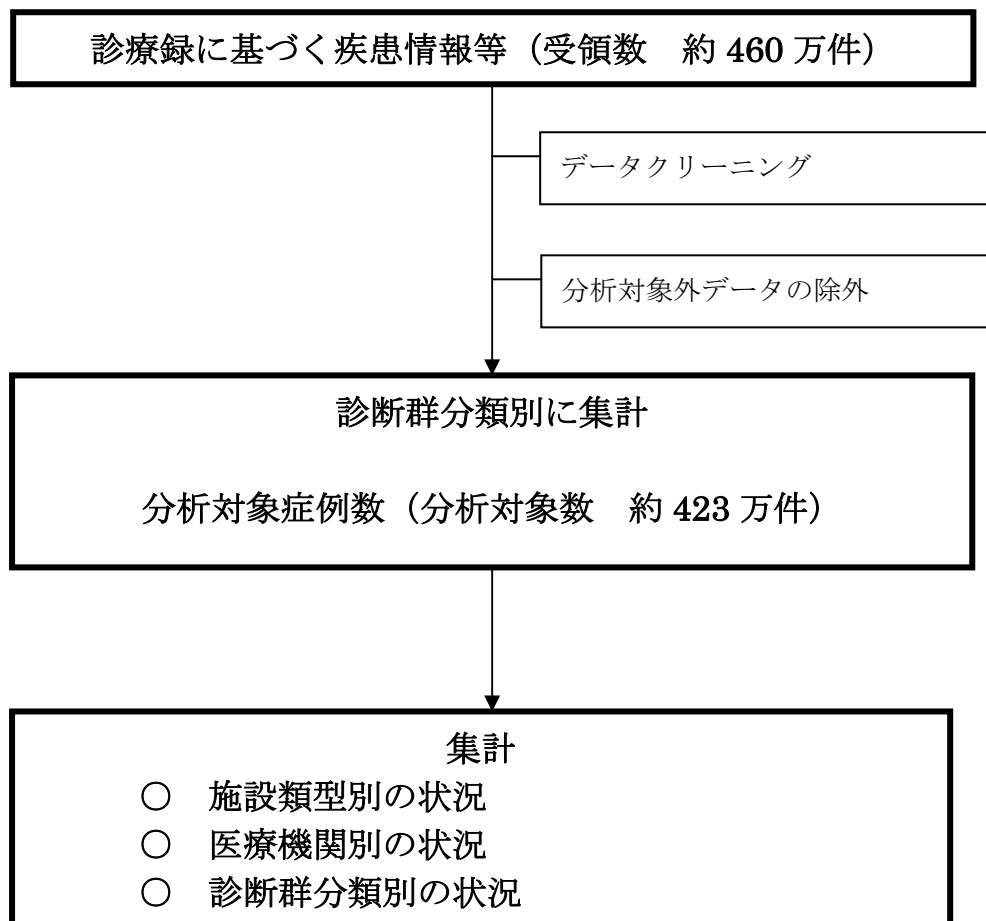 診療録に基づく疾患情報等（受領数　約 460 万件）
データクリーニング
分析対象外データの除外
診断群分類別に集計
分析対象症例数（分析対象数　約 423 万件）
集計
○　施設類型別の状況
○　医療機関別の状況
○　診断群分類別の状況